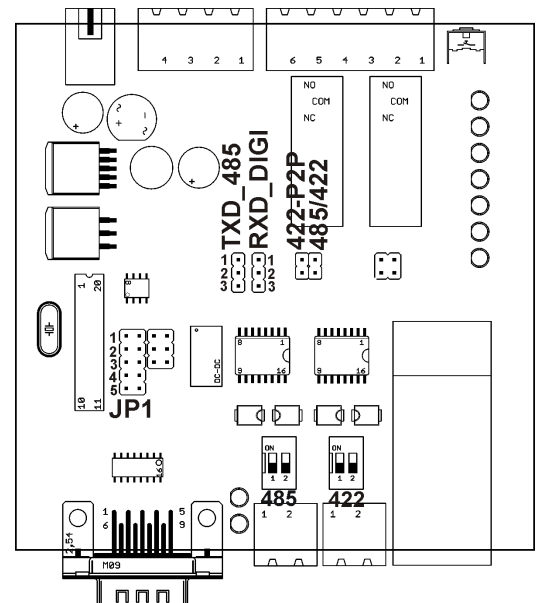 4 3 2 1
6 5 4 3 2 1
NO
COM
NC
NO
COM
NC
TXD_485
RXD_DIGI
422-P2P
485/422
1
2
3
1
2
3
1
20
10
11
8
1
2
3
4
5
JP1
DC-DC
8 1
9 16
8 1
9 16
ON
1 2
ON
1 2
485
422
16
1 5
6 9
2,54
M09
1 2
1 2